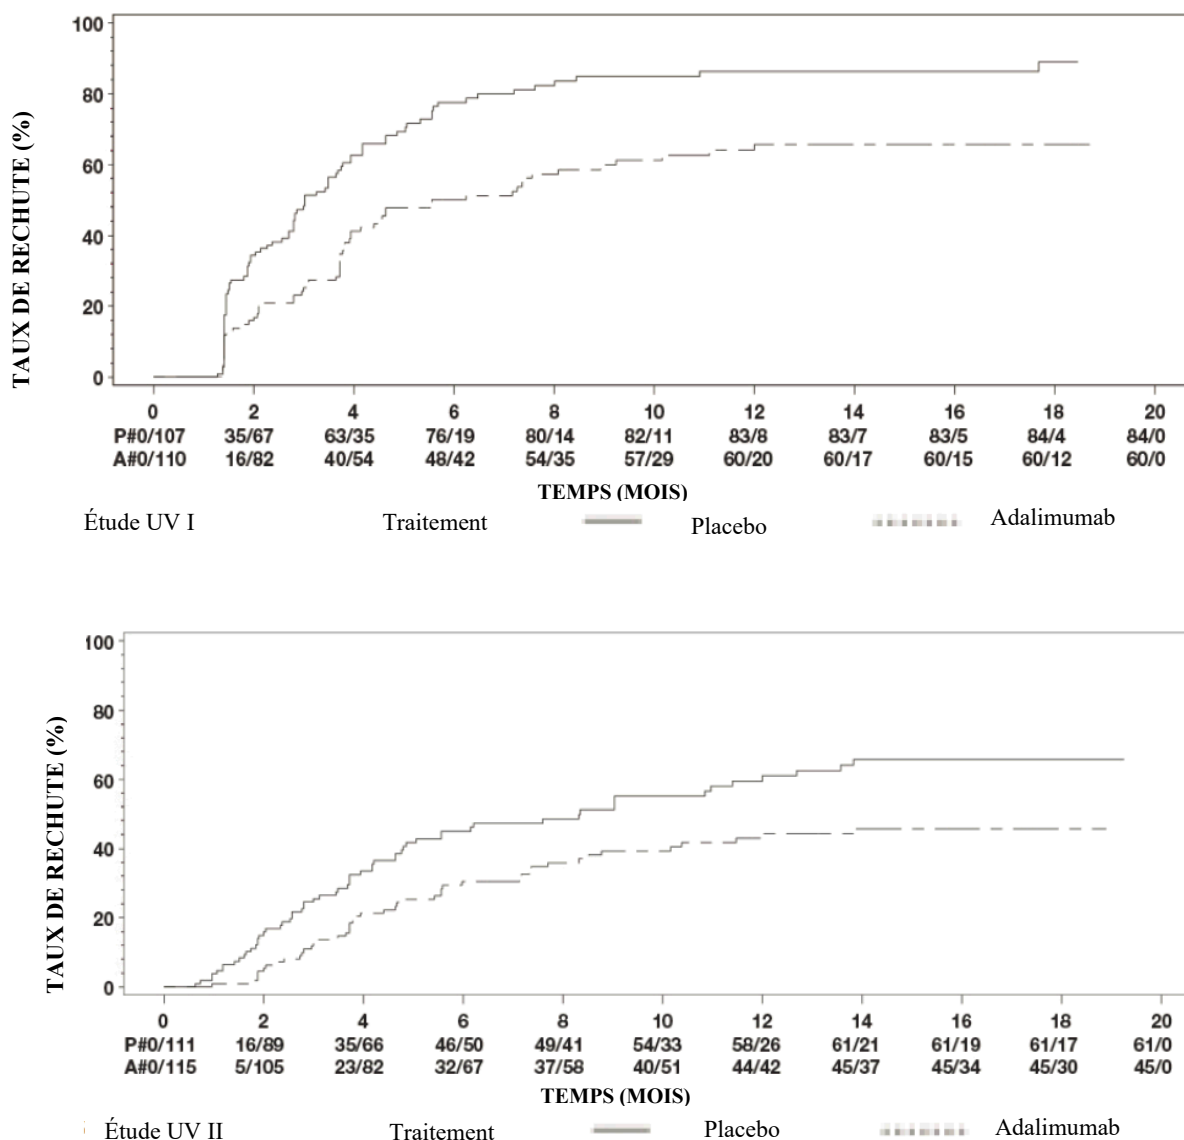 100
80
60
40
20
0
TAUX DE RECHUTE (%)
0 2 4 6 8 10 12 14 16 18 20
P#0/107 35/67 63/35 76/19 80/14 82/11 83/8 83/7 83/5 84/4 84/0
A#0/110 16/82 40/54 48/42 54/35 57/29 60/20 60/17 60/15 60/12 60/0
TEMPS (MOIS)
Étude UV I Traitement Placebo Adalimumab
100
80
60
40
20
0
TAUX DE RECHUTE (%)
0 2 4 6 8 10 12 14 16 18 20
P#0/111 16/89 35/66 46/50 49/41 54/33 58/26 61/21 61/19 61/17 61/0
A#0/115 5/105 23/82 32/67 37/58 40/51 44/42 45/37 45/34 45/30 45/0
TEMPS (MOIS)
Étude UV II Traitement Placebo Adalimumab